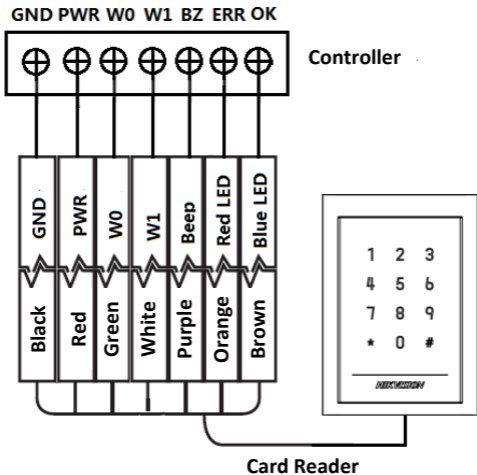 GND PWR W0 W1 BZ ERR OK
Controller
GND PWR W0 W1 Beep Red LED Blue LED
Black Red Green White Purple Orange Brown
1 2 3
4 5 6
7 8 9
* 0 #
HIKVISION
Card Reader